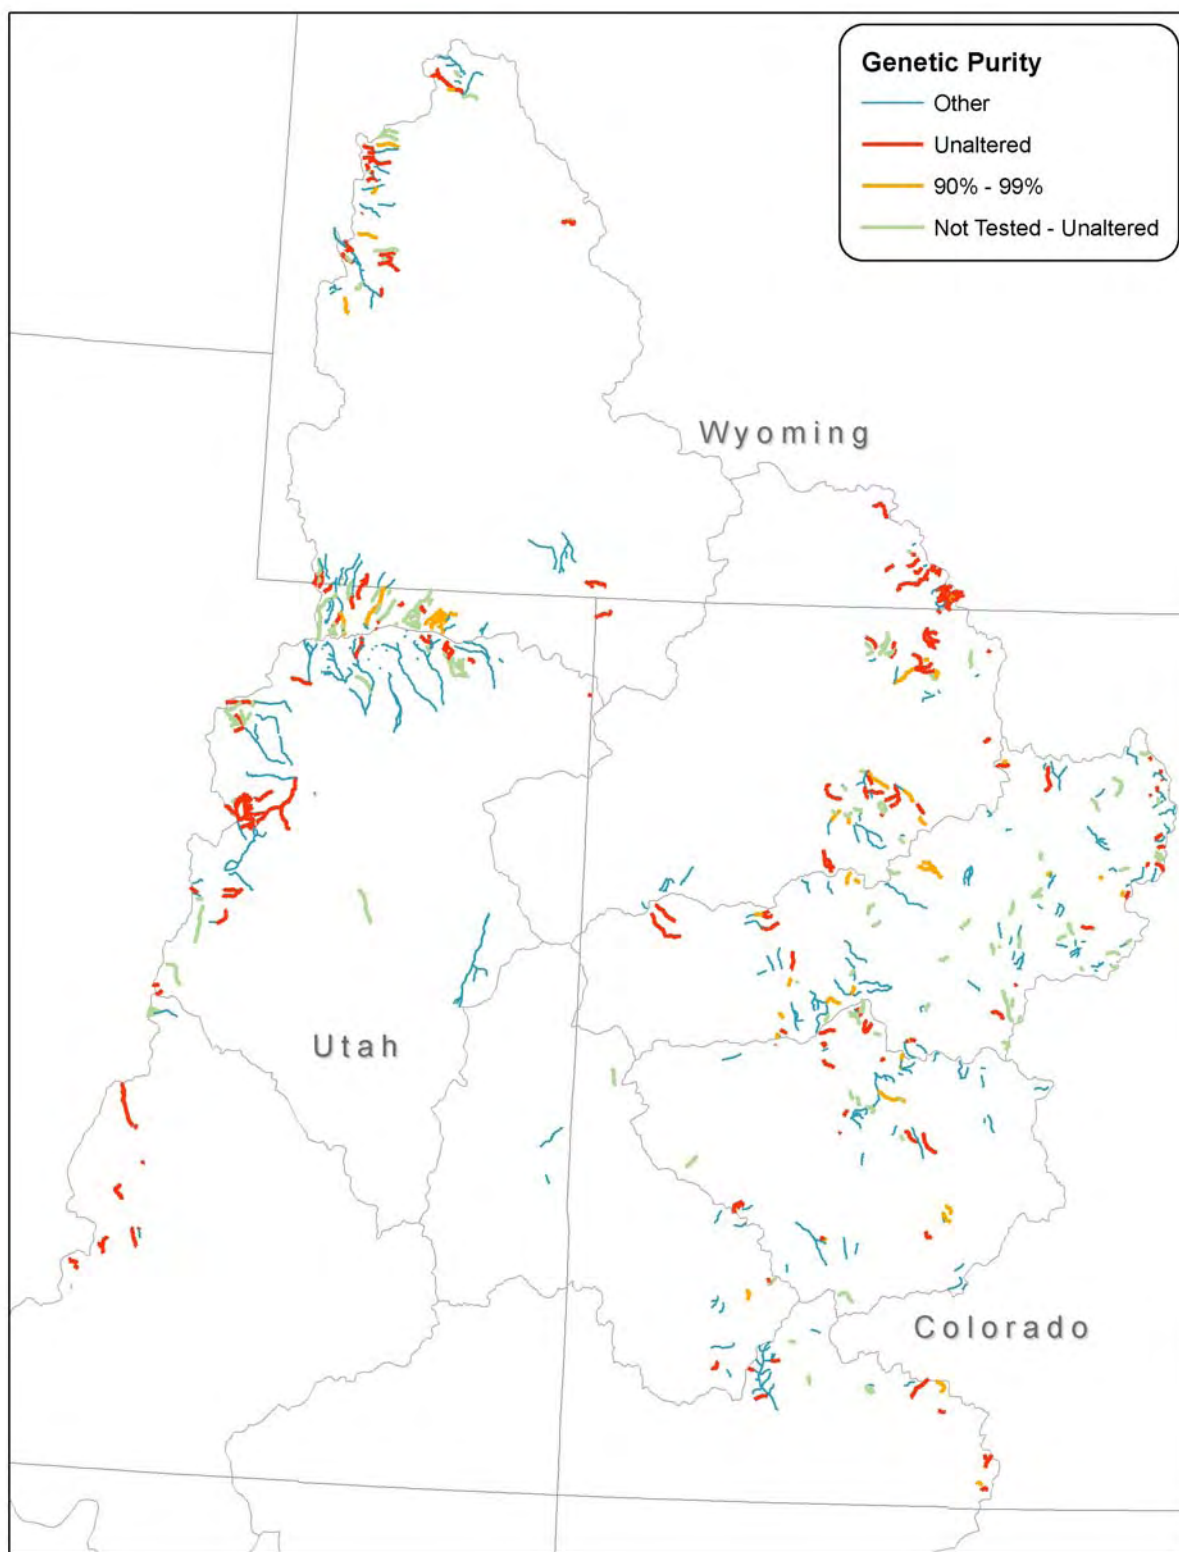 Genetic Purity
Other
Unaltered
90% - 99%
Not Tested - Unaltered
Wyoming
Utah
Colorado